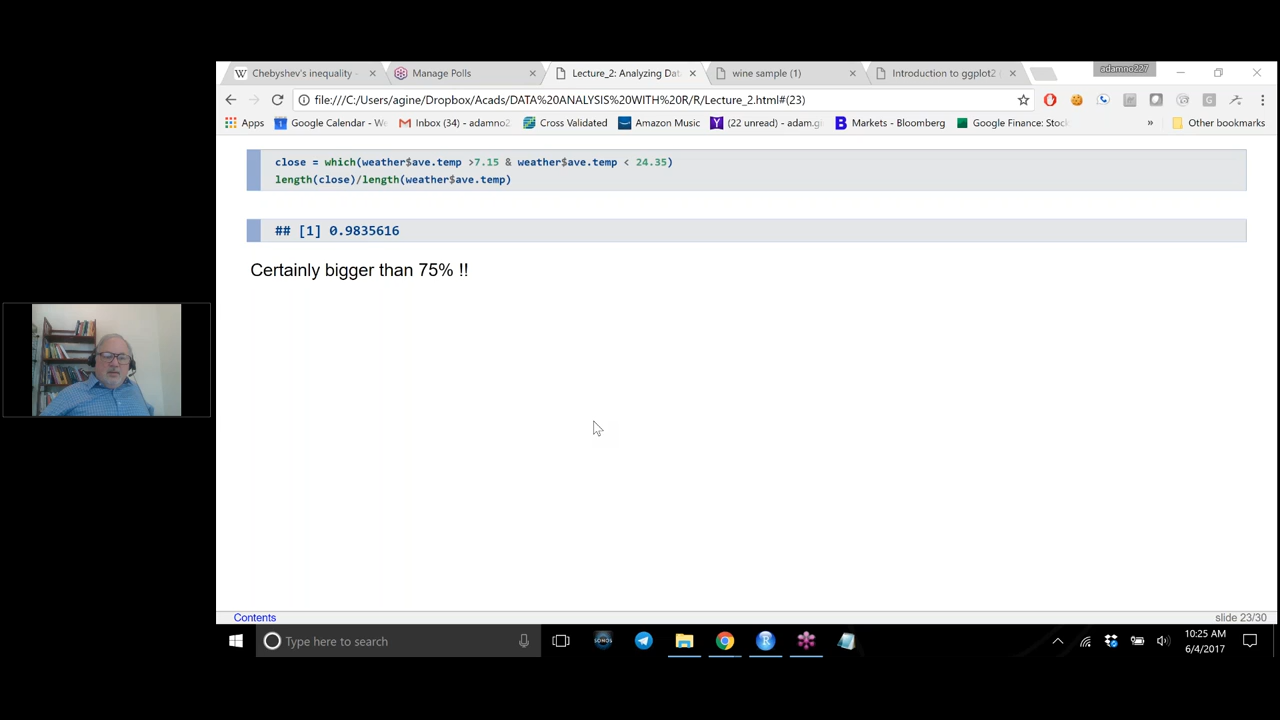 Chebyshev's inequality -
Manage Polls
Lecture_2: Analyzing Dat
wine sample (1)
Introduction to ggplot2 (
adamno227
file:///C:/Users/agine/Dropbox/Acads/DATA%20ANALYSIS%20WITH%20R/R/Lecture_2.html#(23)
Apps
Google Calendar - We
Inbox (34) - adamno2
Cross Validated
Amazon Music
(22 unread) - adam.g
Markets - Bloomberg
Google Finance: Stock
»
Other bookmarks
close = which(weather$ave.temp >7.15 & weather$ave.temp < 24.35)
length(close)/length(weather$ave.temp)
## [1] 0.9835616
Certainly bigger than 75% !!
Contents
slide 23/30
Type here to search
SONOS
10:25 AM
6/4/2017